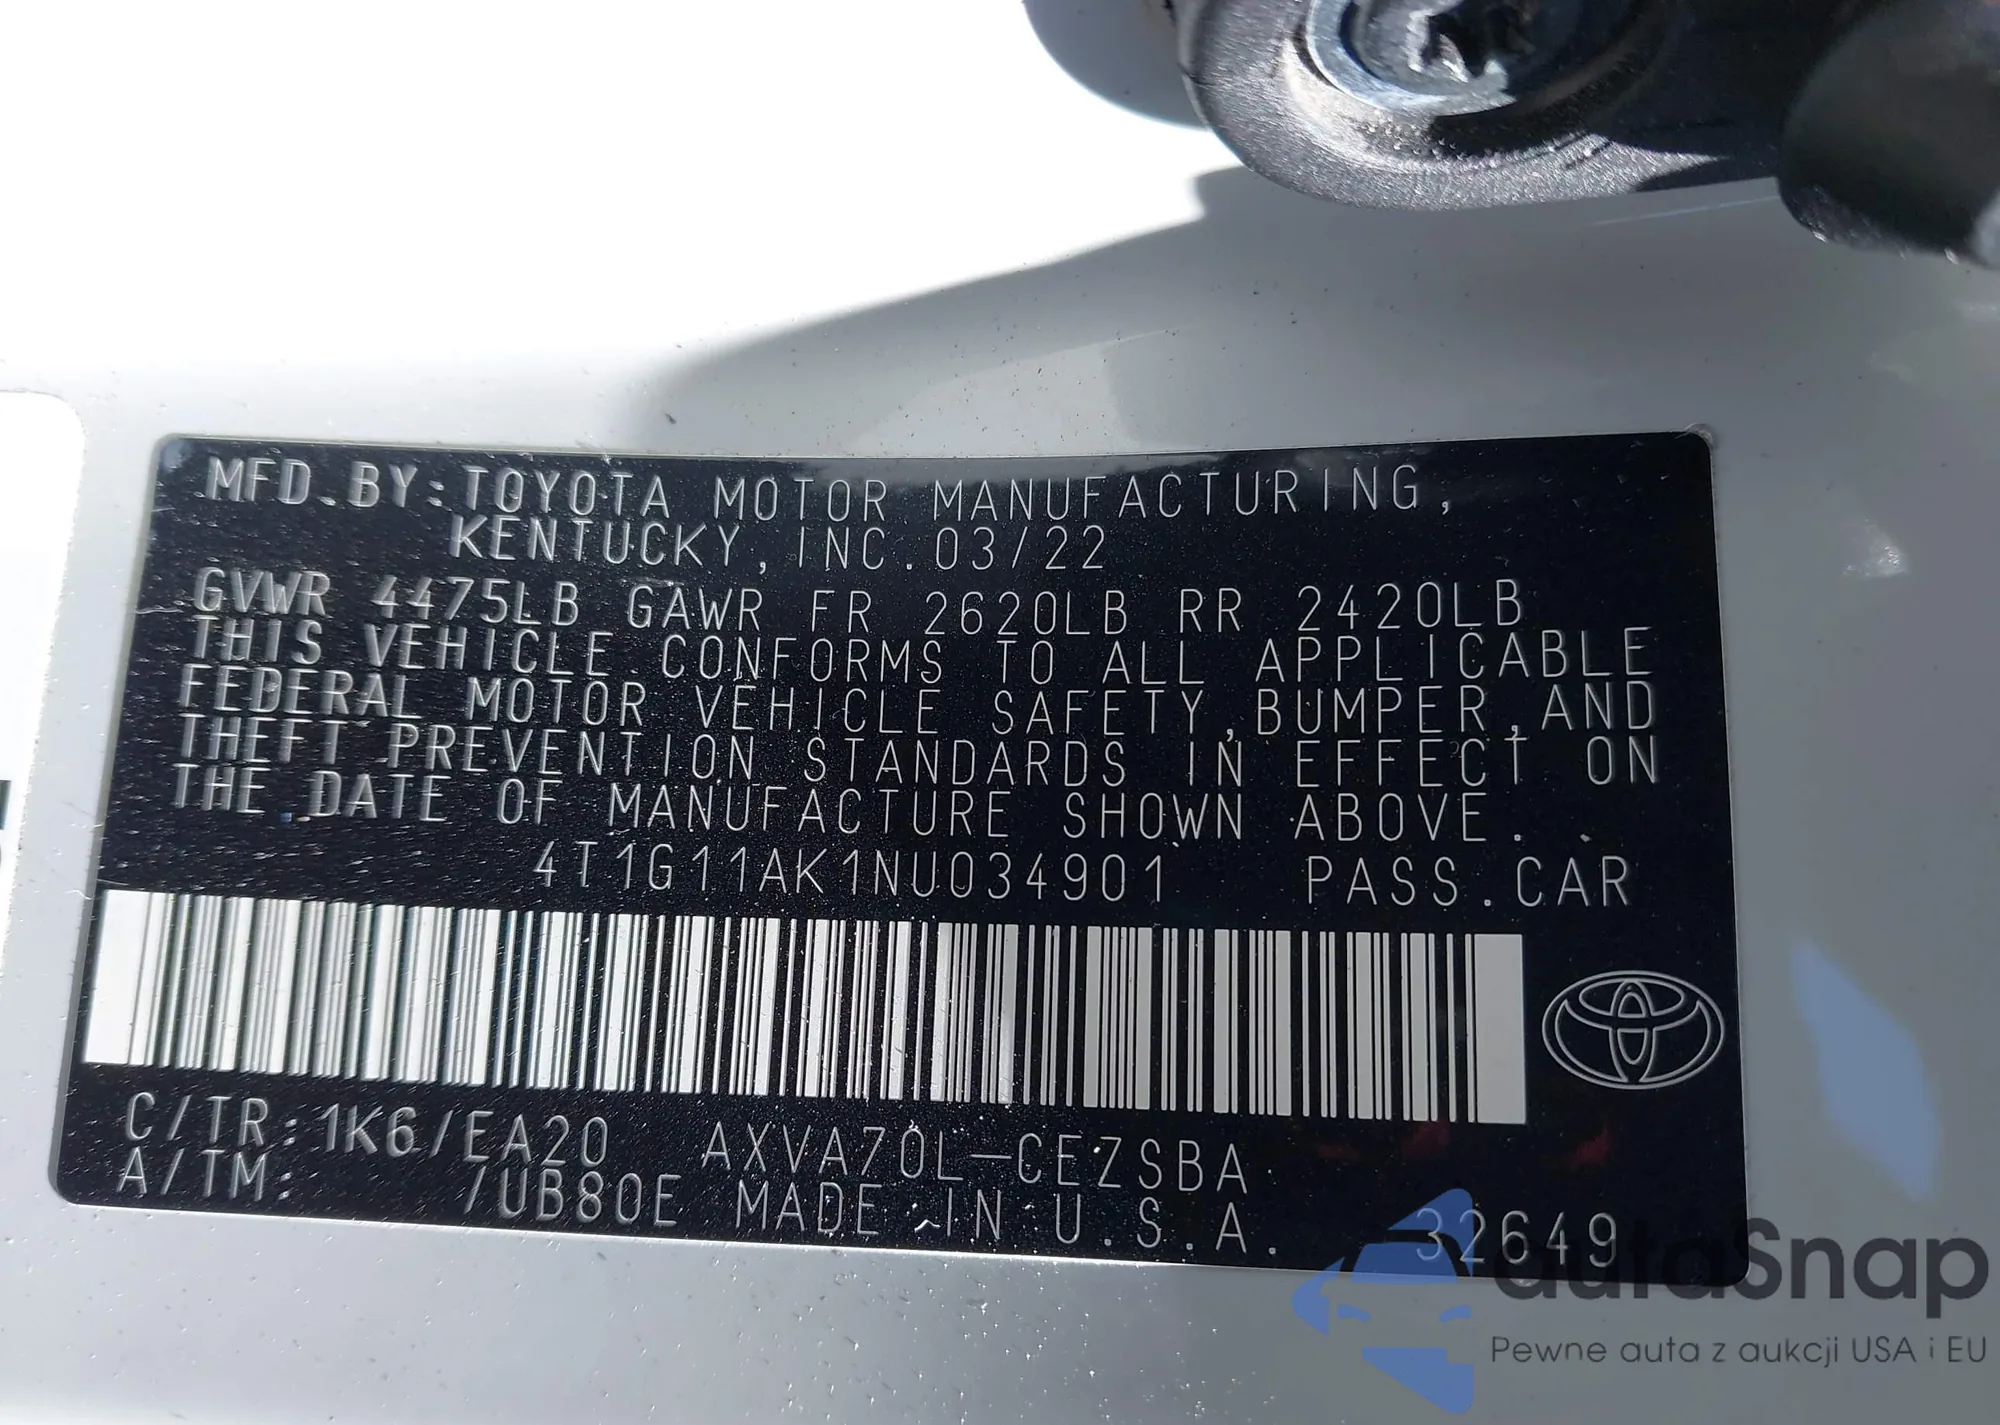 MFD.BY:TOYOTA MOTOR MANUFACTURING,
KENTUCKY, INC.03/22
GVWR 4475LB GAWR FR 2620LB RR 2420LB
THIS VEHICLE CONFORMS TO ALL APPLICABLE
FEDERAL MOTOR VEHICLE SAFETY,BUMPER,AND
THEFT PREVENTION STANDARDS IN EFFECT ON
THE DATE OF MANUFACTURE SHOWN ABOVE.
4T1G11AK1NU034901 PASS.CAR
C/TR:1K6/EA20 AXVA70L-CEZSBA
A/TM: /UB80E MADE IN U.S.A. 32649
autoSnap
Pewne auta z aukcji USA i EU